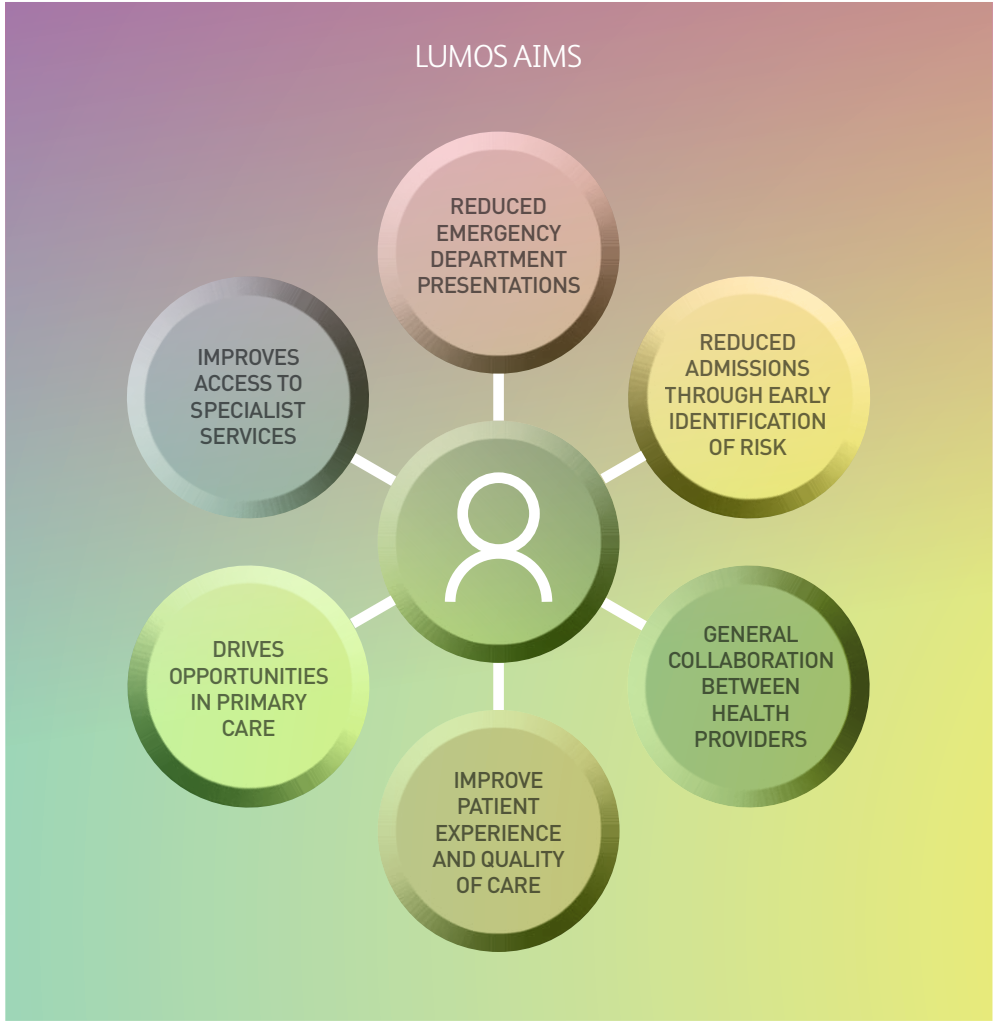 LUMOS AIMS
REDUCED
EMERGENCY
DEPARTMENT
PRESENTATIONS
REDUCED
ADMISSIONS
THROUGH EARLY
IDENTIFICATION
OF RISK
GENERAL
COLLABORATION
BETWEEN
HEALTH
PROVIDERS
IMPROVE
PATIENT
EXPERIENCE
AND QUALITY
OF CARE
DRIVES
OPPORTUNITIES
IN PRIMARY
CARE
IMPROVES
ACCESS TO
SPECIALIST
SERVICES